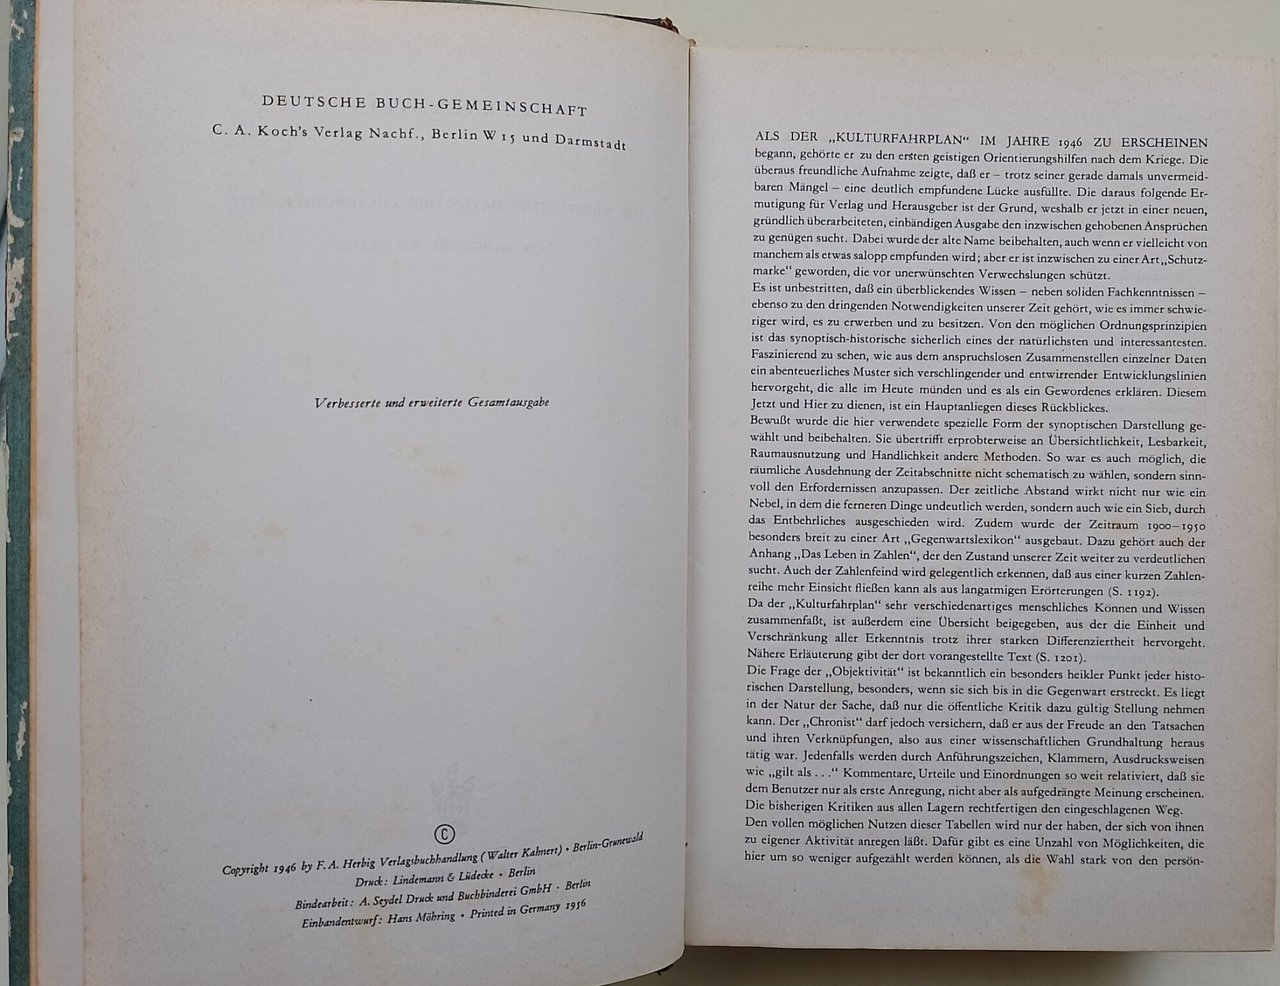 DEUTSCHE BUCH-GEMEINSCHAFT
C. A. Koch's Verlag Nachf., Berlin W 15 und Darmstadt
Verbesserte und erweiterte Gesamtausgabe
©
Copyright 1946 by F. A. Herbig Verlagsbuchhandlung (Walter Kahnert) • Berlin-Grunewald
Druck: Lindemann & Lüdecke • Berlin
Bindearbeit: A. Seydel Druck und Buchbinderei GmbH · Berlin
Einbandentwurf: Hans Möhring • Printed in Germany 1956
ALS DER „KULTURFAHRPLAN“ IM JAHRE 1946 ZU ERSCHEINEN
begann, gehörte er zu den ersten geistigen Orientierungshilfen nach dem Kriege. Die
überaus freundliche Aufnahme zeigte, daß er – trotz seiner gerade damals unvermeid-
baren Mängel – eine deutlich empfundene Lücke ausfüllte. Die daraus folgende Er-
mutigung für Verlag und Herausgeber ist der Grund, weshalb er jetzt in einer neuen,
gründlich überarbeiteten, einbändigen Ausgabe den inzwischen gehobenen Ansprüchen
zu genügen sucht. Dabei wurde der alte Name beibehalten, auch wenn er vielleicht von
manchem als etwas salopp empfunden wird; aber er ist inzwischen zu einer Art „Schutz-
marke“ geworden, die vor unerwünschten Verwechslungen schützt.
Es ist unbestritten, daß ein überblickendes Wissen – neben soliden Fachkenntnissen –
ebenso zu den dringenden Notwendigkeiten unserer Zeit gehört, wie es immer schwie-
riger wird, es zu erwerben und zu besitzen. Von den möglichen Ordnungsprinzipien
ist das synoptisch-historische sicherlich eines der natürlichsten und interessantesten.
Faszinierend zu sehen, wie aus dem anspruchslosen Zusammenstellen einzelner Daten
ein abenteuerliches Muster sich verschlingender und entwirrender Entwicklungslinien
hervorgeht, die alle im Heute münden und es als ein Gewordenes erklären. Diesem
Jetzt und Hier zu dienen, ist ein Hauptanliegen dieses Rückblickes.
Bewußt wurde die hier verwendete spezielle Form der synoptischen Darstellung ge-
wählt und beibehalten. Sie übertrifft erprobterweise an Übersichtlichkeit, Lesbarkeit,
Raumausnutzung und Handlichkeit andere Methoden. So war es auch möglich, die
räumliche Ausdehnung der Zeitabschnitte nicht schematisch zu wählen, sondern sinn-
voll den Erfordernissen anzupassen. Der zeitliche Abstand wirkt nicht nur wie ein
Nebel, in dem die ferneren Dinge undeutlich werden, sondern auch wie ein Sieb, durch
das Entbehrliches ausgeschieden wird. Zudem wurde der Zeitraum 1900–1950
besonders breit zu einer Art „Gegenwartslexikon“ ausgebaut. Dazu gehört auch der
Anhang „Das Leben in Zahlen“, der den Zustand unserer Zeit weiter zu verdeutlichen
sucht. Auch der Zahlenfeind wird gelegentlich erkennen, daß aus einer kurzen Zahlen-
reihe mehr Einsicht fließen kann als aus langatmigen Erörterungen (S. 1192).
Da der „Kulturfahrplan“ sehr verschiedenartiges menschliches Können und Wissen
zusammenfaßt, ist außerdem eine Übersicht beigegeben, aus der die Einheit und
Verschränkung aller Erkenntnis trotz ihrer starken Differenziertheit hervorgeht.
Nähere Erläuterung gibt der dort vorangestellte Text (S. 1201).
Die Frage der „Objektivität“ ist bekanntlich ein besonders heikler Punkt jeder histo-
rischen Darstellung, besonders, wenn sie sich bis in die Gegenwart erstreckt. Es liegt
in der Natur der Sache, daß nur die öffentliche Kritik dazu gültig Stellung nehmen
kann. Der „Chronist“ darf jedoch versichern, daß er aus der Freude an den Tatsachen
und ihren Verknüpfungen, also aus einer wissenschaftlichen Grundhaltung heraus
tätig war. Jedenfalls werden durch Anführungszeichen, Klammern, Ausdrucksweisen
wie „gilt als . . .“ Kommentare, Urteile und Einordnungen so weit relativiert, daß sie
dem Benutzer nur als erste Anregung, nicht aber als aufgedrängte Meinung erscheinen.
Die bisherigen Kritiken aus allen Lagern rechtfertigen den eingeschlagenen Weg.
Den vollen möglichen Nutzen dieser Tabellen wird nur der haben, der sich von ihnen
zu eigener Aktivität anregen läßt. Dafür gibt es eine Unzahl von Möglichkeiten, die
hier um so weniger aufgezählt werden können, als die Wahl stark von den persön-